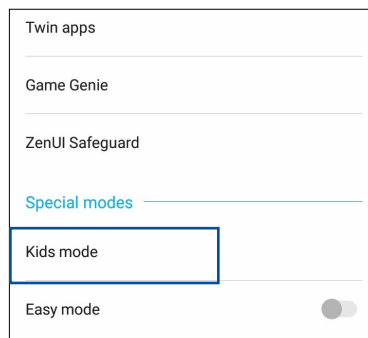 Twin apps
Game Genie
ZenUI Safeguard
Special modes
Kids mode
Easy mode